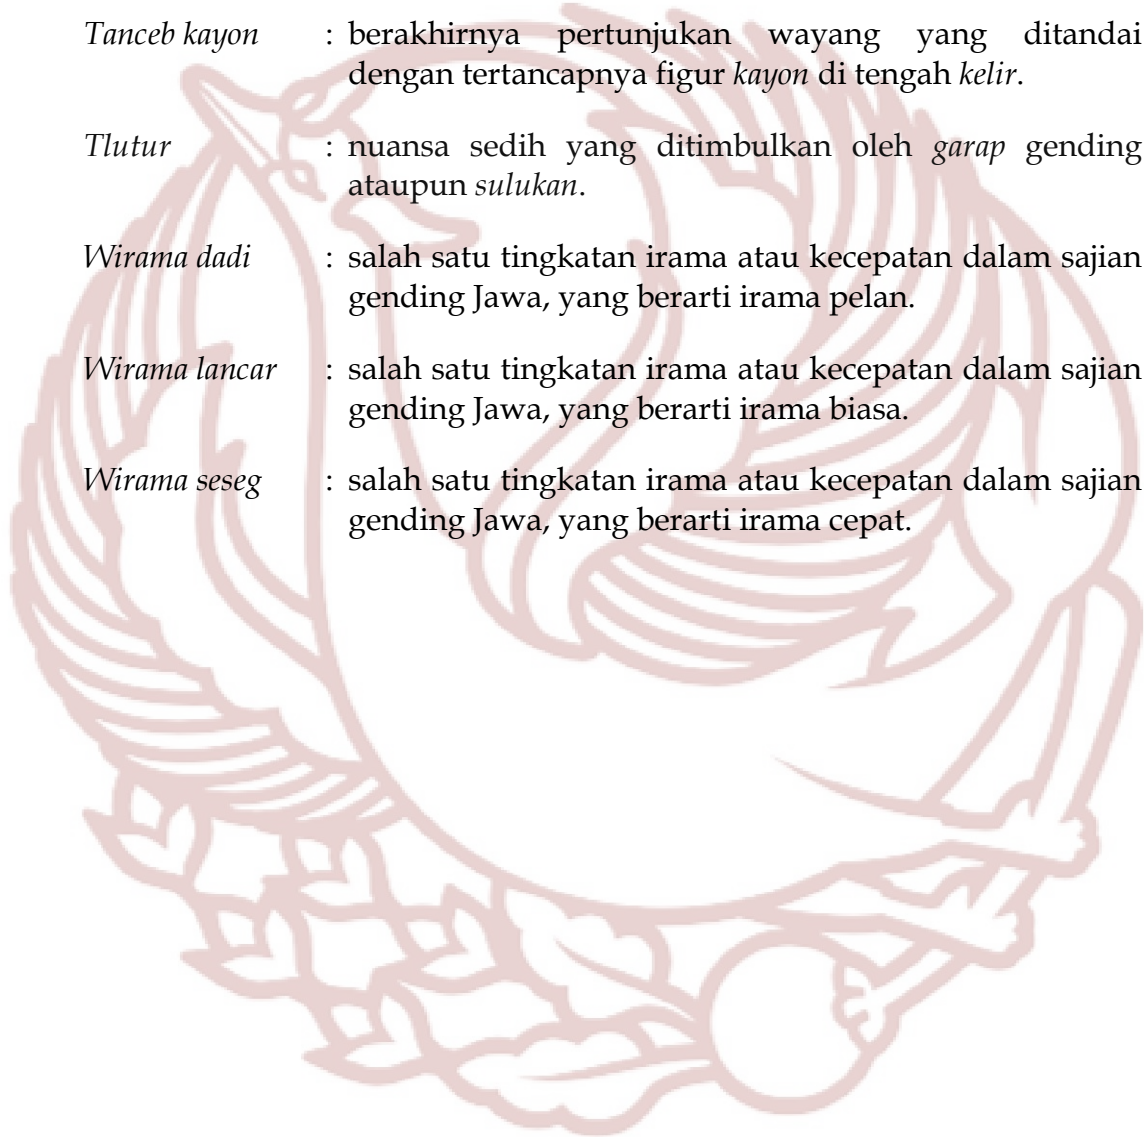 Tanceb kayon : berakhirnya pertunjukan wayang yang ditandai
dengan tertancapnya figur kayon di tengah kelir.
Tlutur : nuansa sedih yang ditimbulkan oleh garap gending
ataupun sulukan.
Wirama dadi : salah satu tingkatan irama atau kecepatan dalam sajian
gending Jawa, yang berarti irama pelan.
Wirama lancar : salah satu tingkatan irama atau kecepatan dalam sajian
gending Jawa, yang berarti irama biasa.
Wirama seseg : salah satu tingkatan irama atau kecepatan dalam sajian
gending Jawa, yang berarti irama cepat.